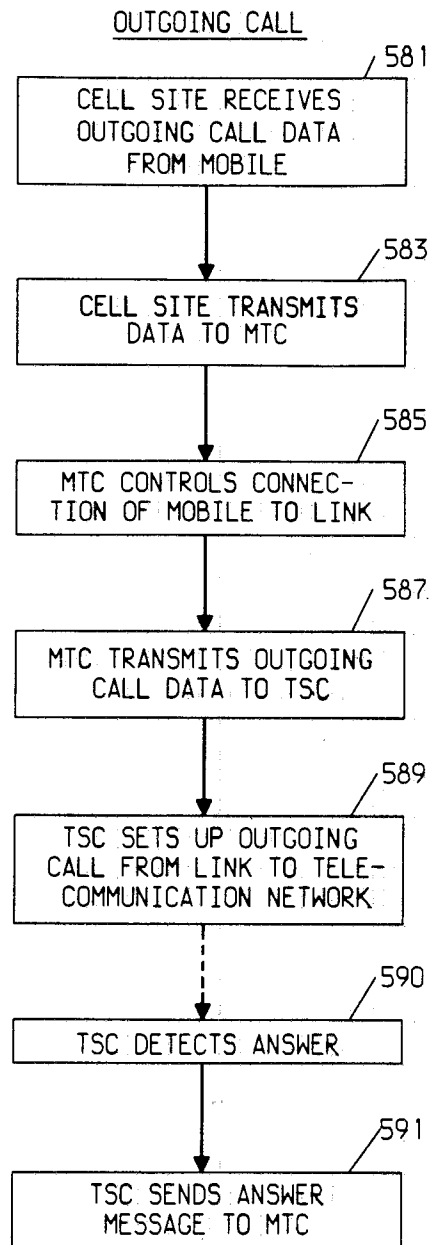 OUTGOING CALL
581
CELL SITE RECEIVES
OUTGOING CALL DATA
FROM MOBILE
583
CELL SITE TRANSMITS
DATA TO MTC
585
MTC CONTROLS CONNEC-
TION OF MOBILE TO LINK
587
MTC TRANSMITS OUTGOING
CALL DATA TO TSC
589
TSC SETS UP OUTGOING
CALL FROM LINK TO TELE-
COMMUNICATION NETWORK
590
TSC DETECTS ANSWER
591
TSC SENDS ANSWER
MESSAGE TO MTC